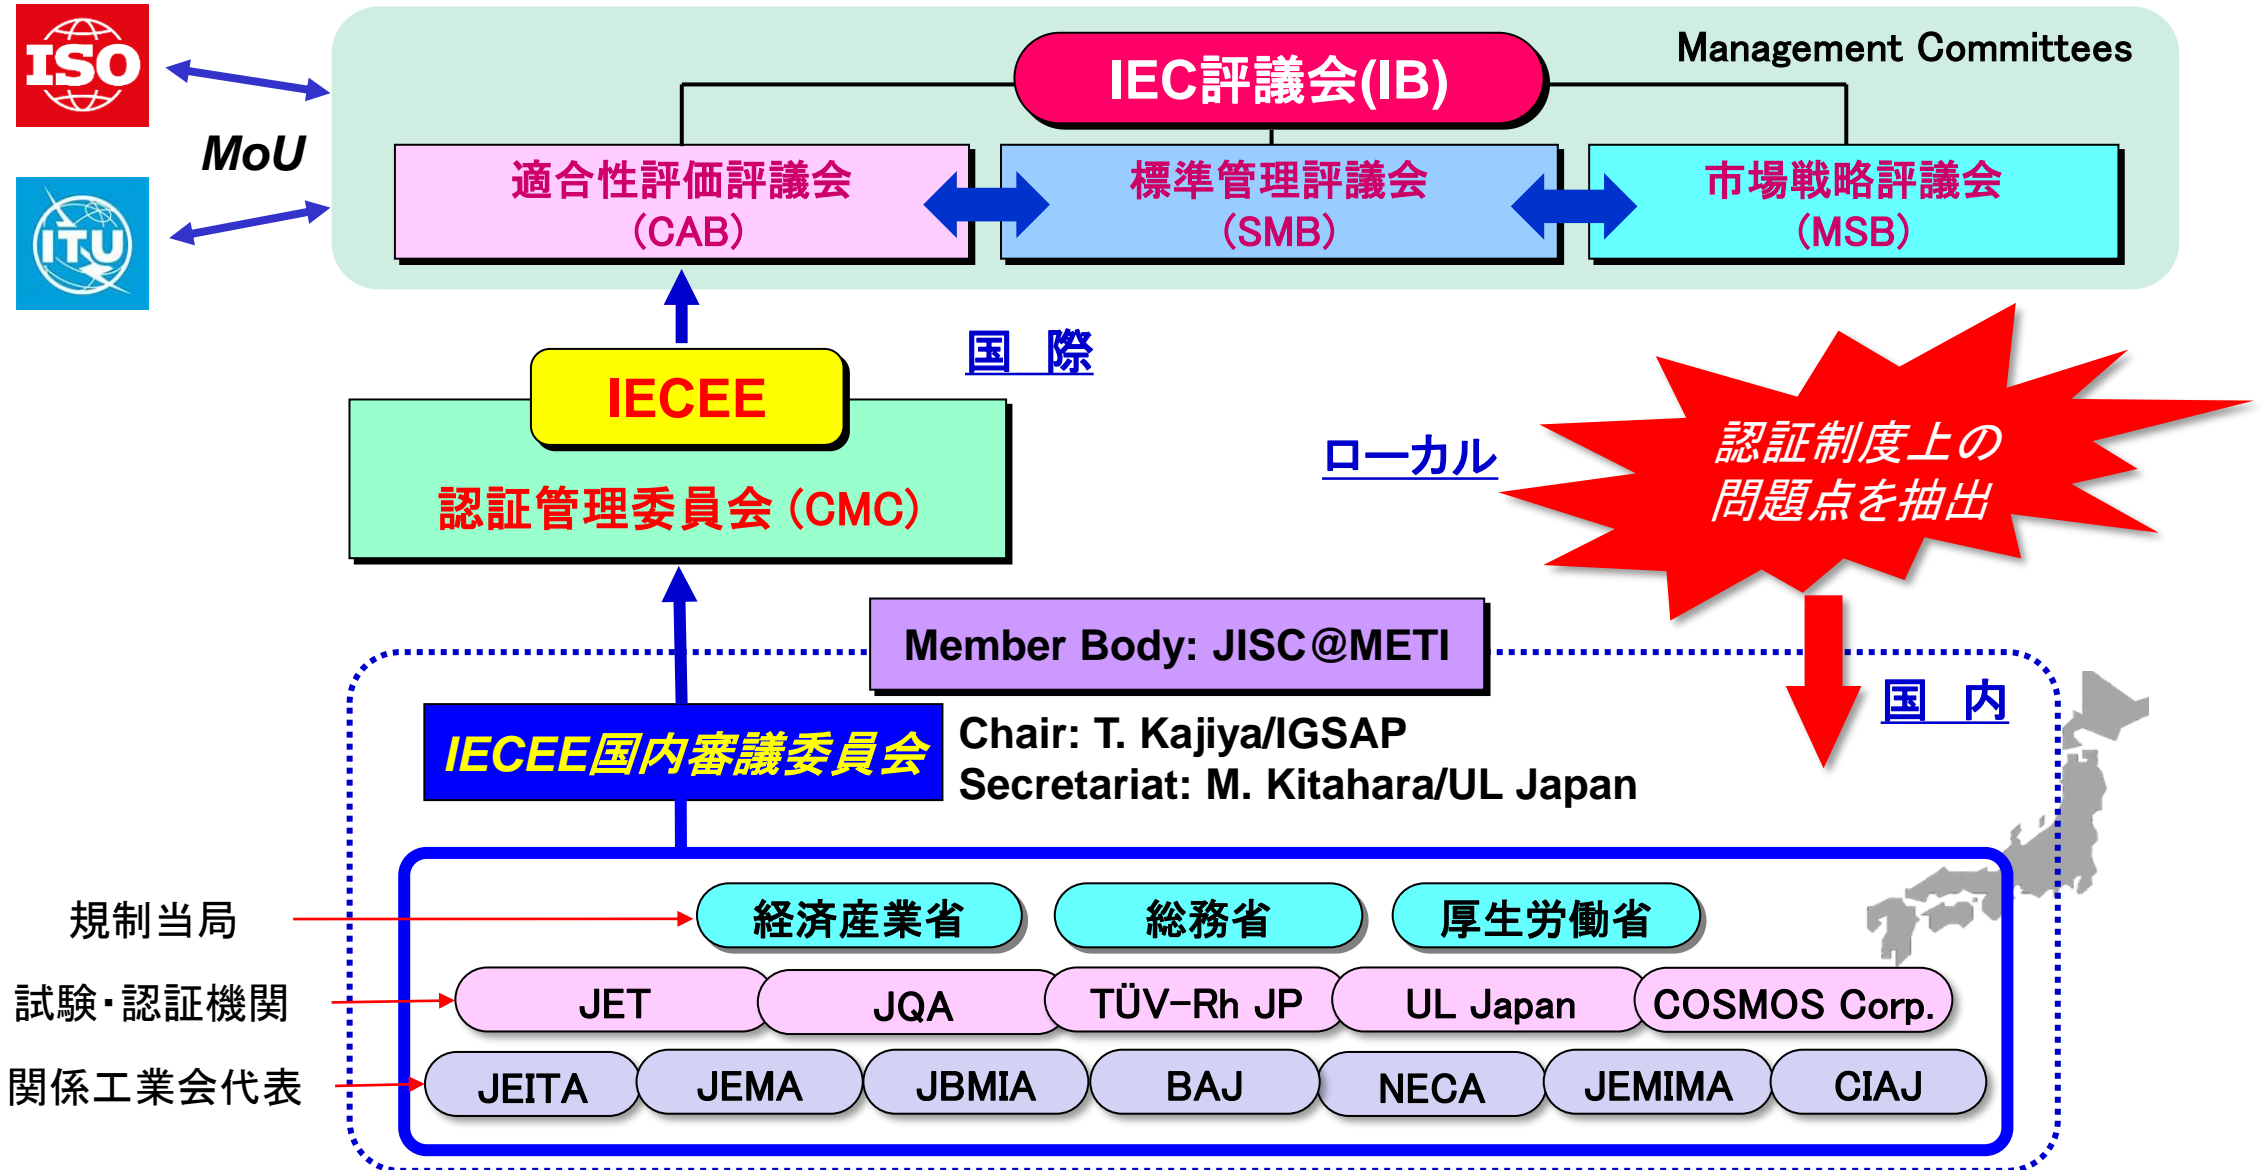 ISO
Management Committees
IEC評議会(IB)
MoU
適合性評価評議会
(CAB)
標準管理評議会
(SMB)
市場戦略評議会
(MSB)
ITU
国　際
IECEE
認証管理委員会 (CMC)
ローカル
認証制度上の
問題点を抽出
Member Body: JISC@METI
国　内
IECEE国内審議委員会
Chair: T. Kajiya/IGSAP
Secretariat: M. Kitahara/UL Japan
規制当局
経済産業省
総務省
厚生労働省
試験・認証機関
JET
JQA
TÜV-Rh JP
UL Japan
COSMOS Corp.
関係工業会代表
JEITA
JEMA
JBMIA
BAJ
NECA
JEMIMA
CIAJ